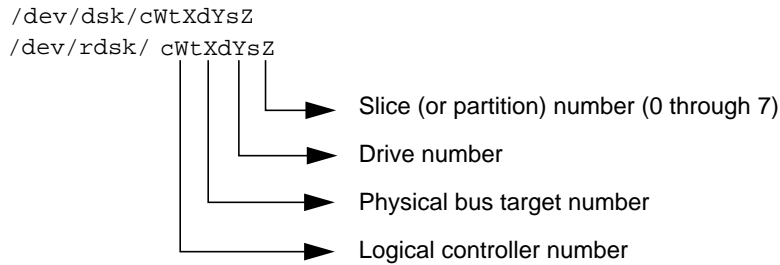 /dev/dsk/cWtXdYsZ
/dev/rdsk/ cWtXdYsZ
Slice (or partition) number (0 through 7)
Drive number
Physical bus target number
Logical controller number